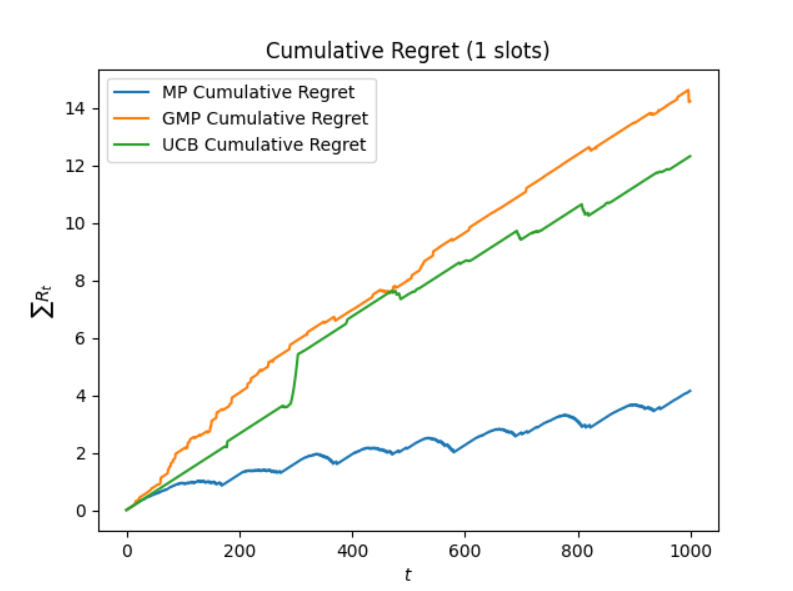 Cumulative Regret (1 slots)
MP Cumulative Regret
GMP Cumulative Regret
UCB Cumulative Regret
14
12
10
8
6
4
2
0
∑R_t
0 200 400 600 800 1000
t